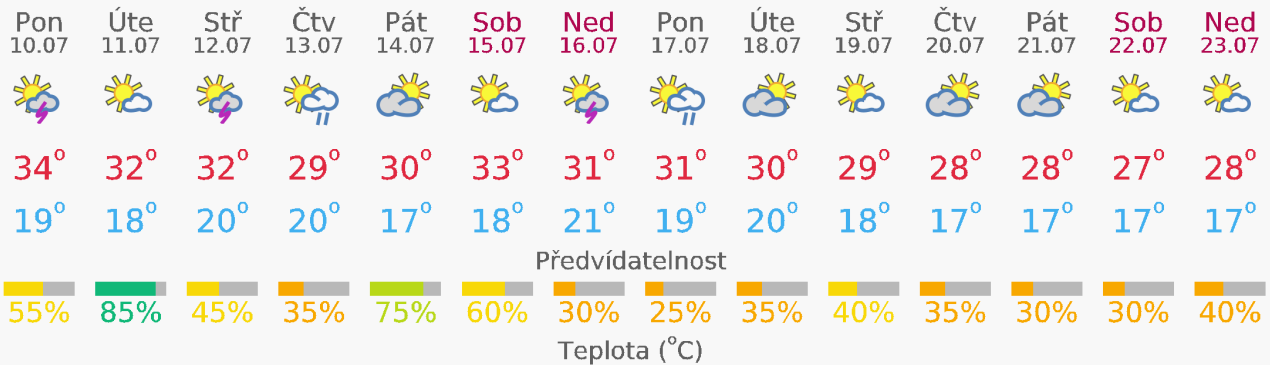 Pon Úte Stř Čtv Pát Sob Ned Pon Úte Stř Čtv Pát Sob Ned
10.07 11.07 12.07 13.07 14.07 15.07 16.07 17.07 18.07 19.07 20.07 21.07 22.07 23.07
34° 32° 32° 29° 30° 33° 31° 31° 30° 29° 28° 28° 27° 28°
19° 18° 20° 20° 17° 18° 21° 19° 20° 18° 17° 17° 17° 17°
Předvídatelnost
55% 85% 45% 35% 75% 60% 30% 25% 35% 40% 35% 30% 30% 40%
Teplota (°C)